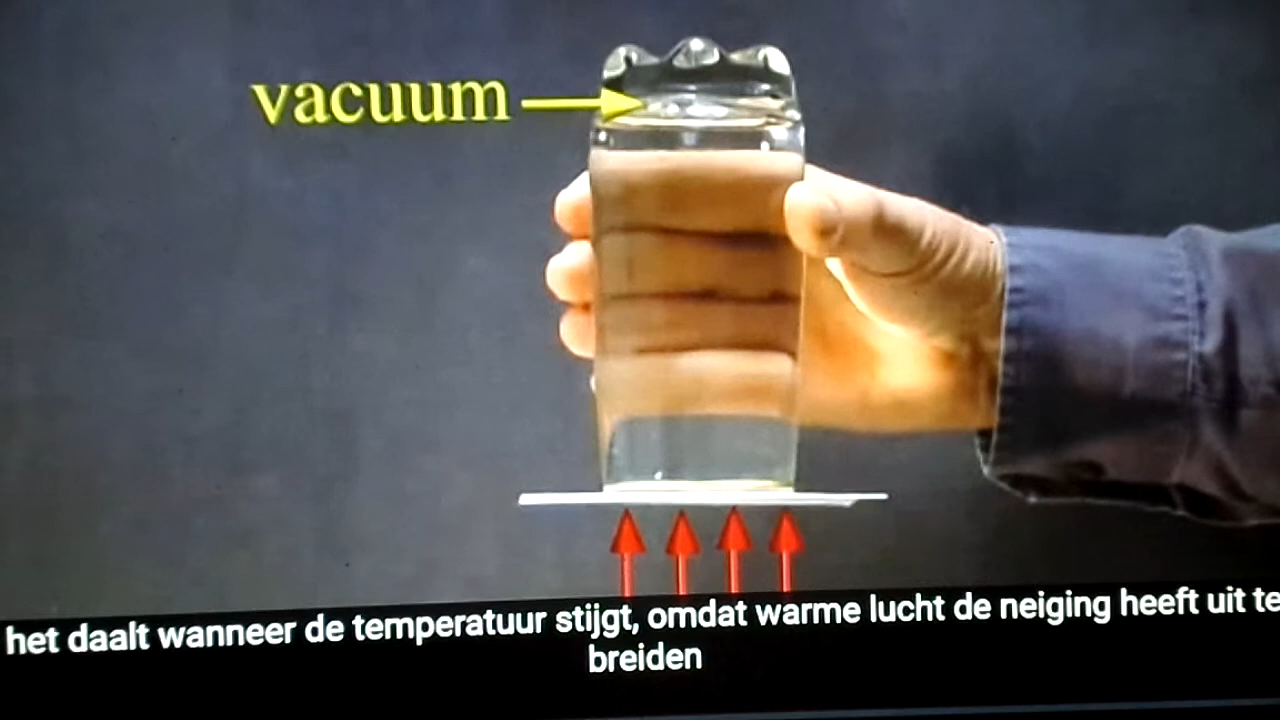 vacuum
het daalt wanneer de temperatuur stijgt, omdat warme lucht de neiging heeft uit te
breiden